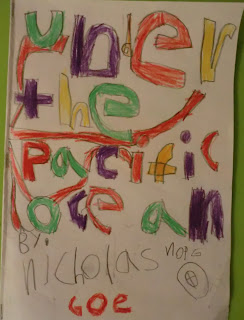 under
the
pacific
ocean
By:
nicholas
GOE